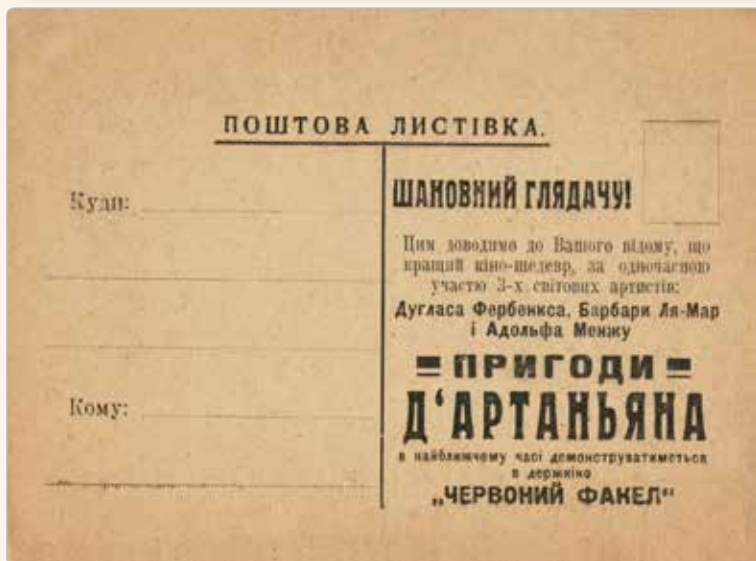 ПОШТОВА ЛИСТІВКА.
Куди:
Кому:
ШАНОВНИЙ ГЛЯДАЧУ!
Цим доводимо до Вашого відому, що
кращий кіно-шедевр, за одночасною
участю 3-х світових артистів:
Дугласа Фербенкса, Барбари Ля-Мар
і Адольфа Менжу
ПРИГОДИ
Д‘АРТАНЬЯНА
в найближчому часі демонструватиметься
в держкіно
„ЧЕРВОНИЙ ФАКЕЛ“